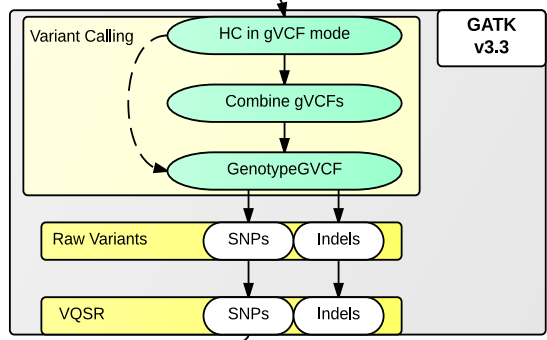 GATK
v3.3
Variant Calling
HC in gVCF mode
Combine gVCFs
GenotypeGVCF
Raw Variants SNPs Indels
VQSR SNPs Indels